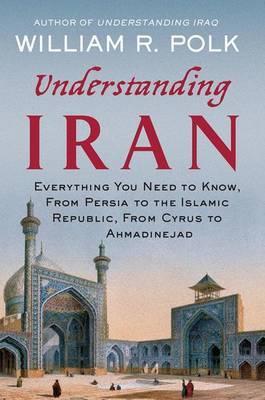 AUTHOR OF UNDERSTANDING IRAQ
WILLIAM R. POLK
Understanding
IRAN
EVERYTHING YOU NEED TO KNOW,
FROM PERSIA TO THE ISLAMIC
REPUBLIC, FROM CYRUS TO
AHMADINEJAD